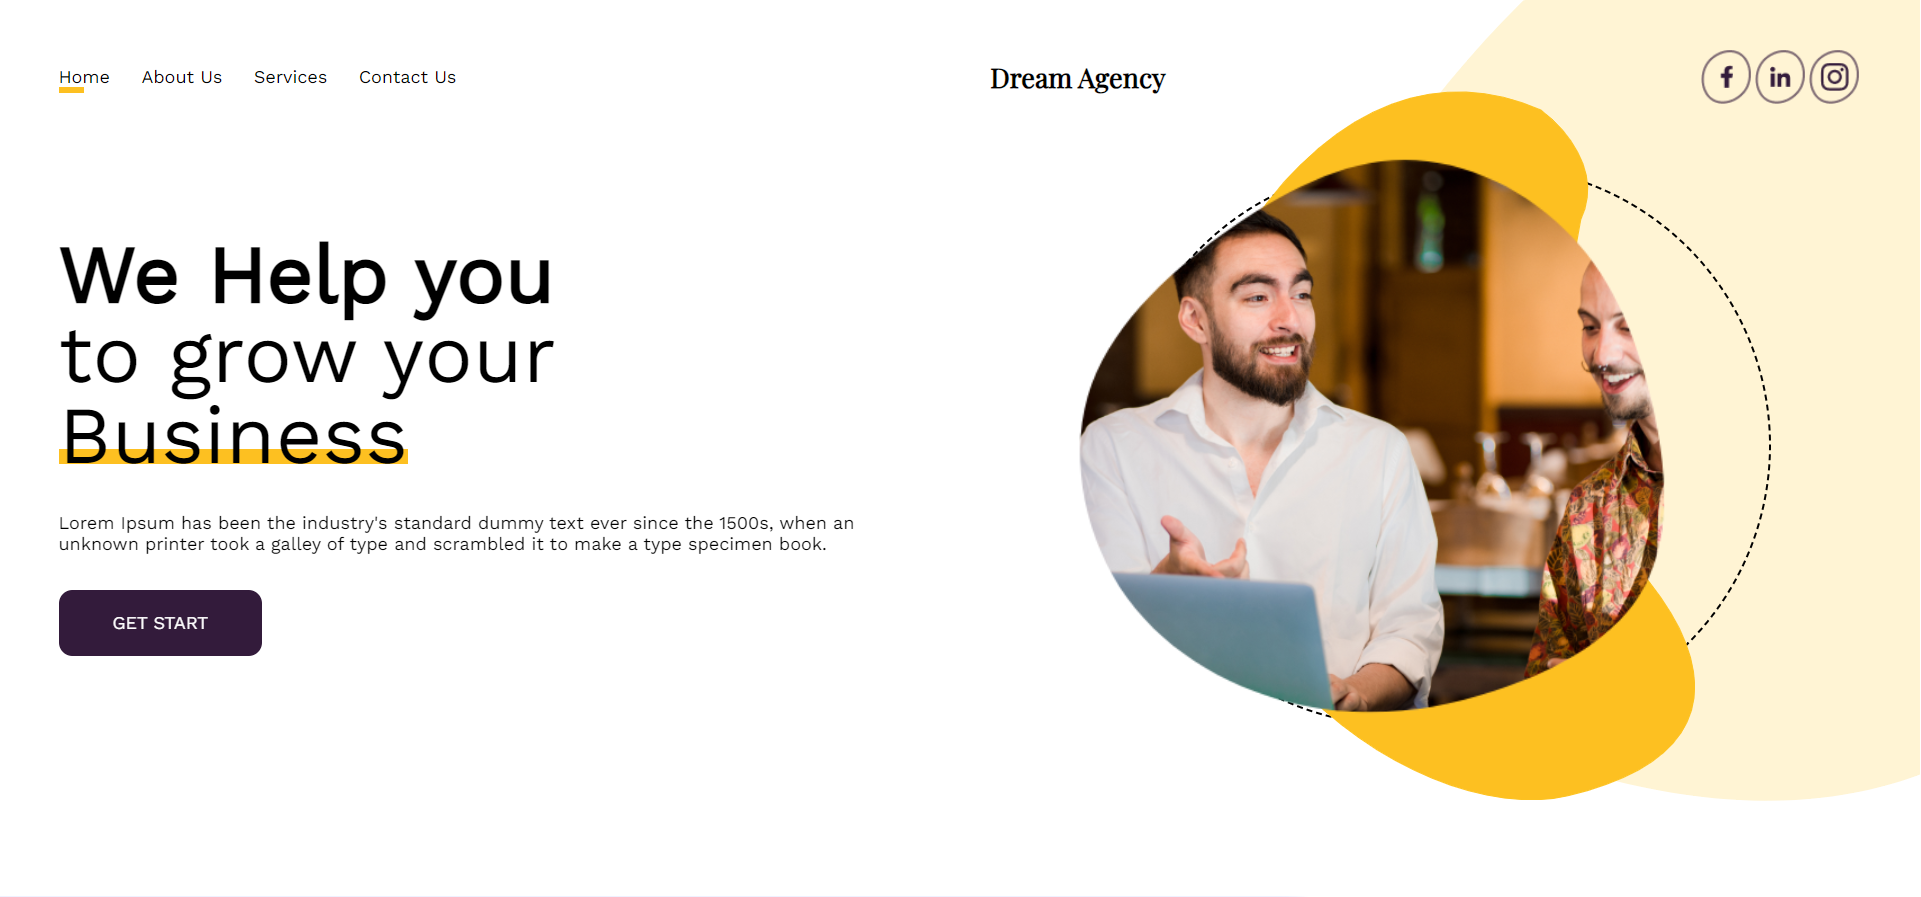 Home About Us Services Contact Us
Dream Agency
We Help you
to grow your
Business
Lorem Ipsum has been the industry's standard dummy text ever since the 1500s, when an
unknown printer took a galley of type and scrambled it to make a type specimen book.
GET START